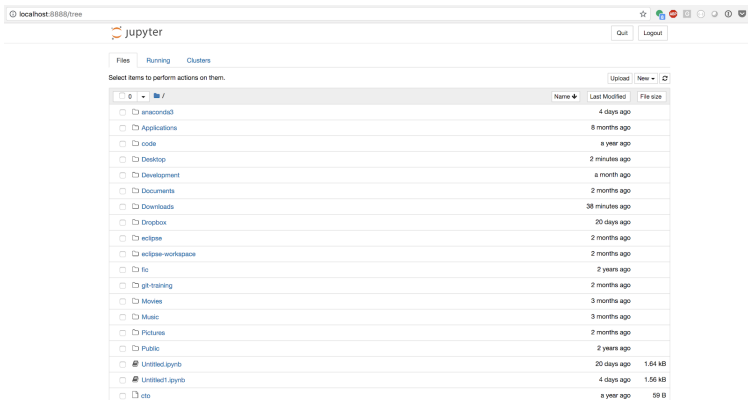 localhost:8888/tree
jupyter
Quit Logout
Files Running Clusters
Select items to perform actions on them.
Upload New
0 / Name Last Modified File size
anaconda3 4 days ago
Applications 8 months ago
code a year ago
Desktop 2 minutes ago
Development a month ago
Documents 2 months ago
Downloads 38 minutes ago
Dropbox 20 days ago
eclipse 2 months ago
eclipse-workspace 2 months ago
fic 2 years ago
git-training 2 months ago
Movies 3 months ago
Music 3 months ago
Pictures 2 months ago
Public 2 years ago
Untitled.ipynb 20 days ago 1.64 kB
Untitled1.ipynb 4 days ago 1.56 kB
cto a year ago 59 B